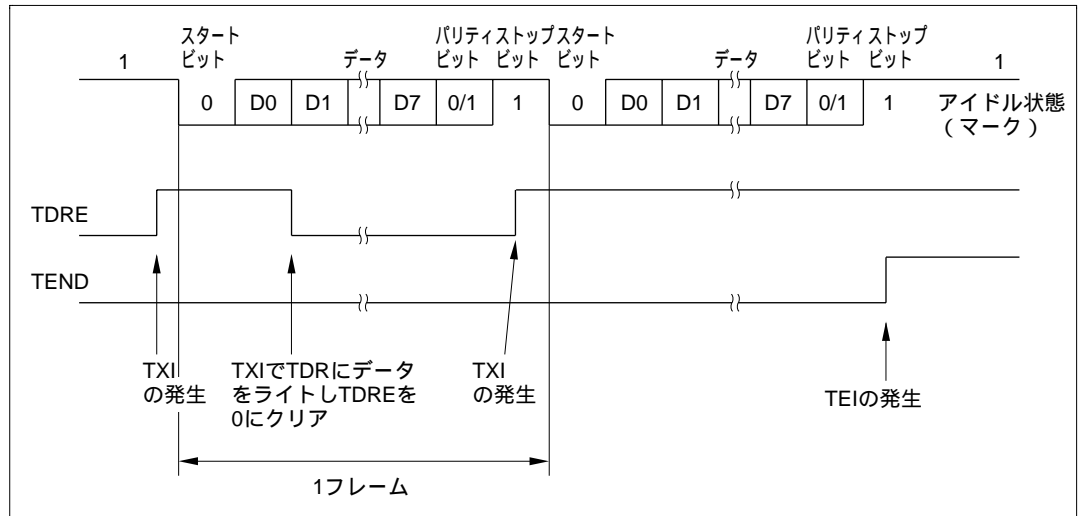 スタート パリティストップスタート パリティストップ
1 ビット データ ビット ビット ビット データ ビット ビット 1
0 D0 D1 D7 0/1 1 0 D0 D1 D7 0/1 1 アイドル状態
(マーク)
TDRE
TEND
TXI
の発生
TXIでTDRにデータ
をライトしTDREを
0にクリア
TXI
の発生
TEIの発生
1フレーム